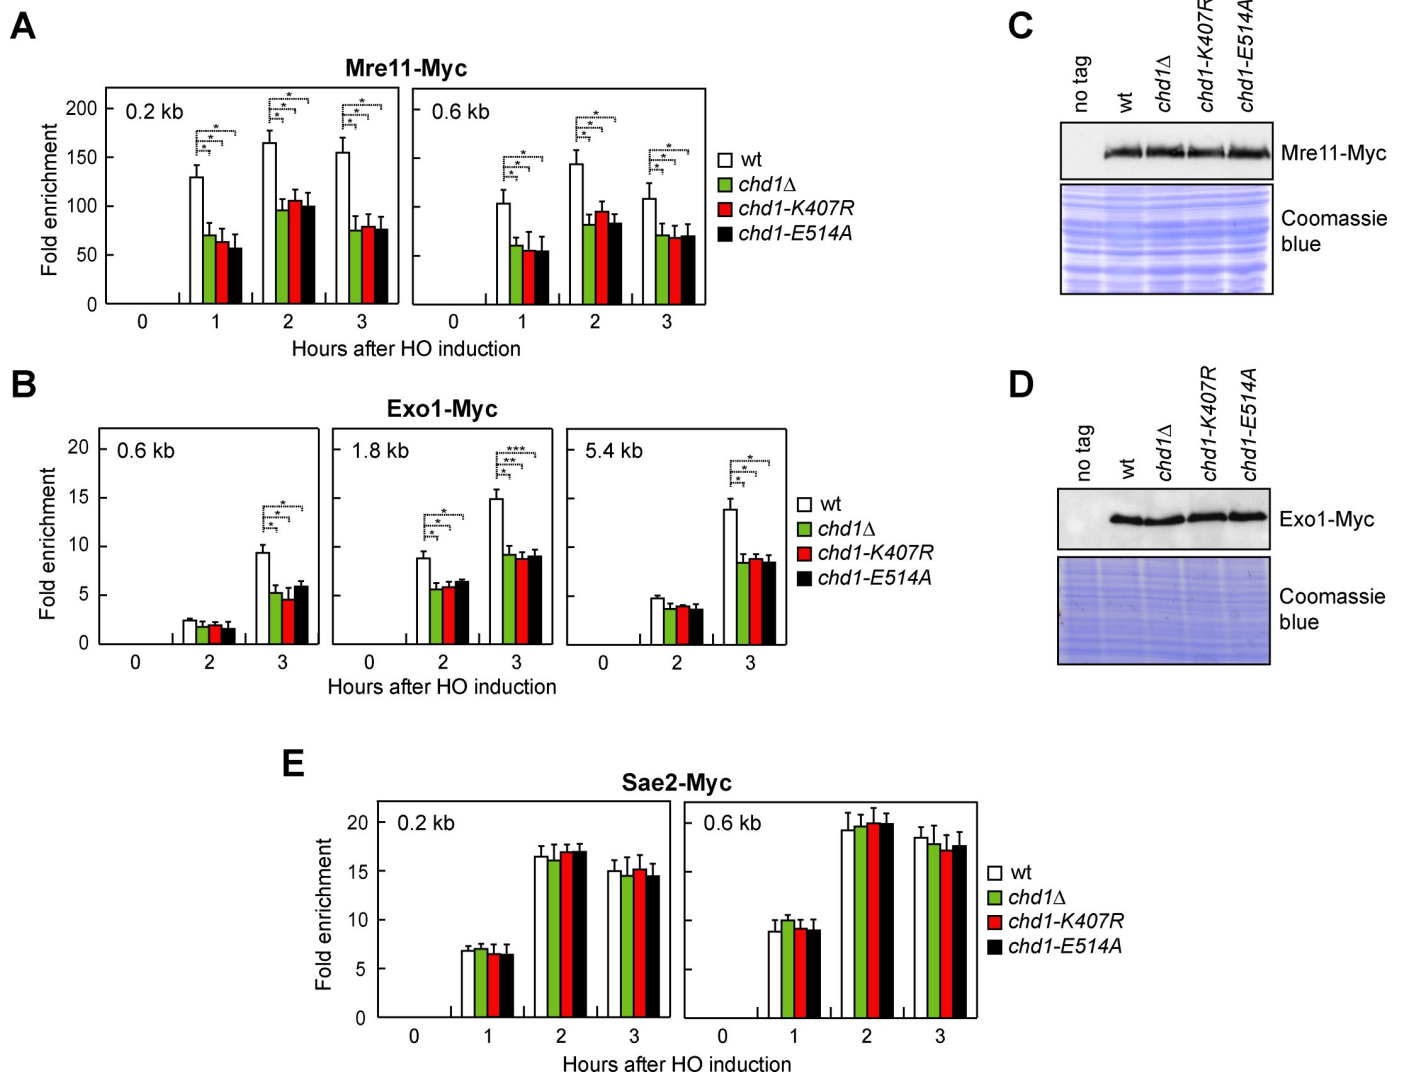 A
Mre11-Myc
Fold enrichment
200
150
100
50
0
0.2 kb
* * *
* * *
* * *
0 1 2 3
0.6 kb
* * *
* * *
* * *
0 1 2 3
Hours after HO induction
wt
chd1Δ
chd1-K407R
chd1-E514A
C
no tag
wt
chd1Δ
chd1-K407R
chd1-E514A
Mre11-Myc
Coomassie
blue
B
Exo1-Myc
Fold enrichment
20
15
10
5
0
0.6 kb
* * *
0 2 3
1.8 kb
* * *
*** ** *
0 2 3
5.4 kb
* * *
0 2 3
Hours after HO induction
wt
chd1Δ
chd1-K407R
chd1-E514A
D
no tag
wt
chd1Δ
chd1-K407R
chd1-E514A
Exo1-Myc
Coomassie
blue
E
Sae2-Myc
Fold enrichment
20
15
10
5
0
0.2 kb
0 1 2 3
0.6 kb
0 1 2 3
Hours after HO induction
wt
chd1Δ
chd1-K407R
chd1-E514A